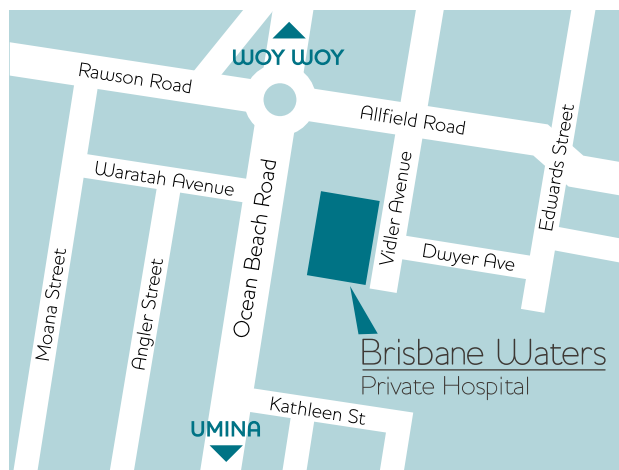 WOY WOY
Rawson Road
Allfield Road
Edwards Street
Waratah Avenue
Ocean Beach Road
Vidler Avenue
Dwyer Ave
Moana Street
Angler Street
Brisbane Waters
Private Hospital
Kathleen St
UMINA